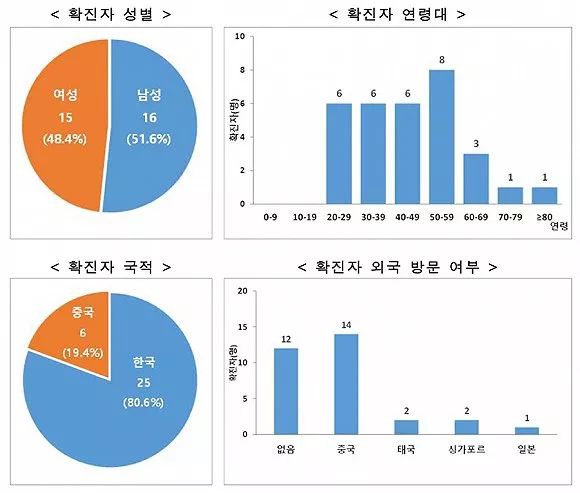 < 확진자 성별 >
여성
15
(48.4%)
남성
16
(51.6%)
< 확진자 연령대 >
확진자(명)
10
8
6
4
2
0
6
6
6
8
3
1
1
0-9 10-19 20-29 30-39 40-49 50-59 60-69 70-79 ≥80
연령
< 확진자 국적 >
중국
6
(19.4%)
한국
25
(80.6%)
< 확진자 외국 방문 여부 >
확진자(명)
20
15
10
5
0
12
14
2
2
1
없음 중국 태국 싱가포르 일본